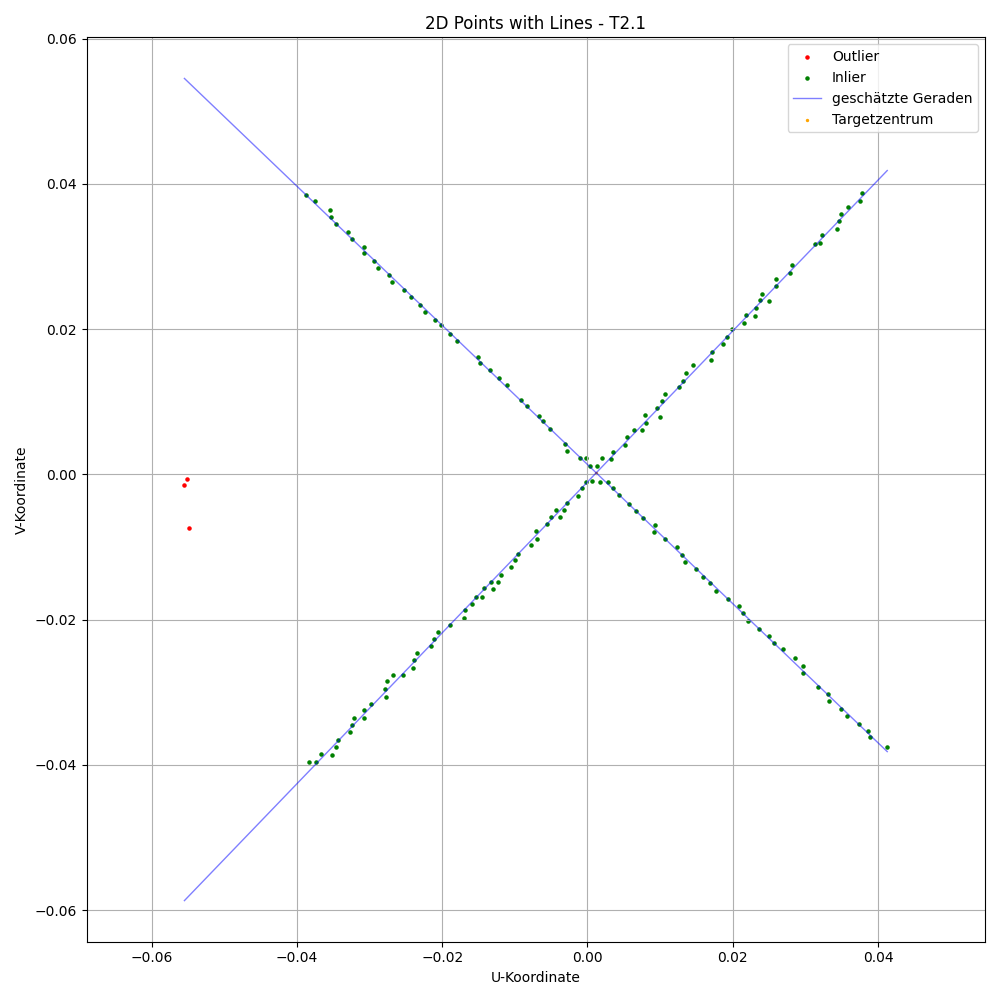 2D Points with Lines - T2.1
Outlier
Inlier
geschätzte Geraden
Targetzentrum
V-Koordinate
0.06
0.04
0.02
0.00
−0.02
−0.04
−0.06
−0.06
−0.04
−0.02
0.00
0.02
0.04
U-Koordinate